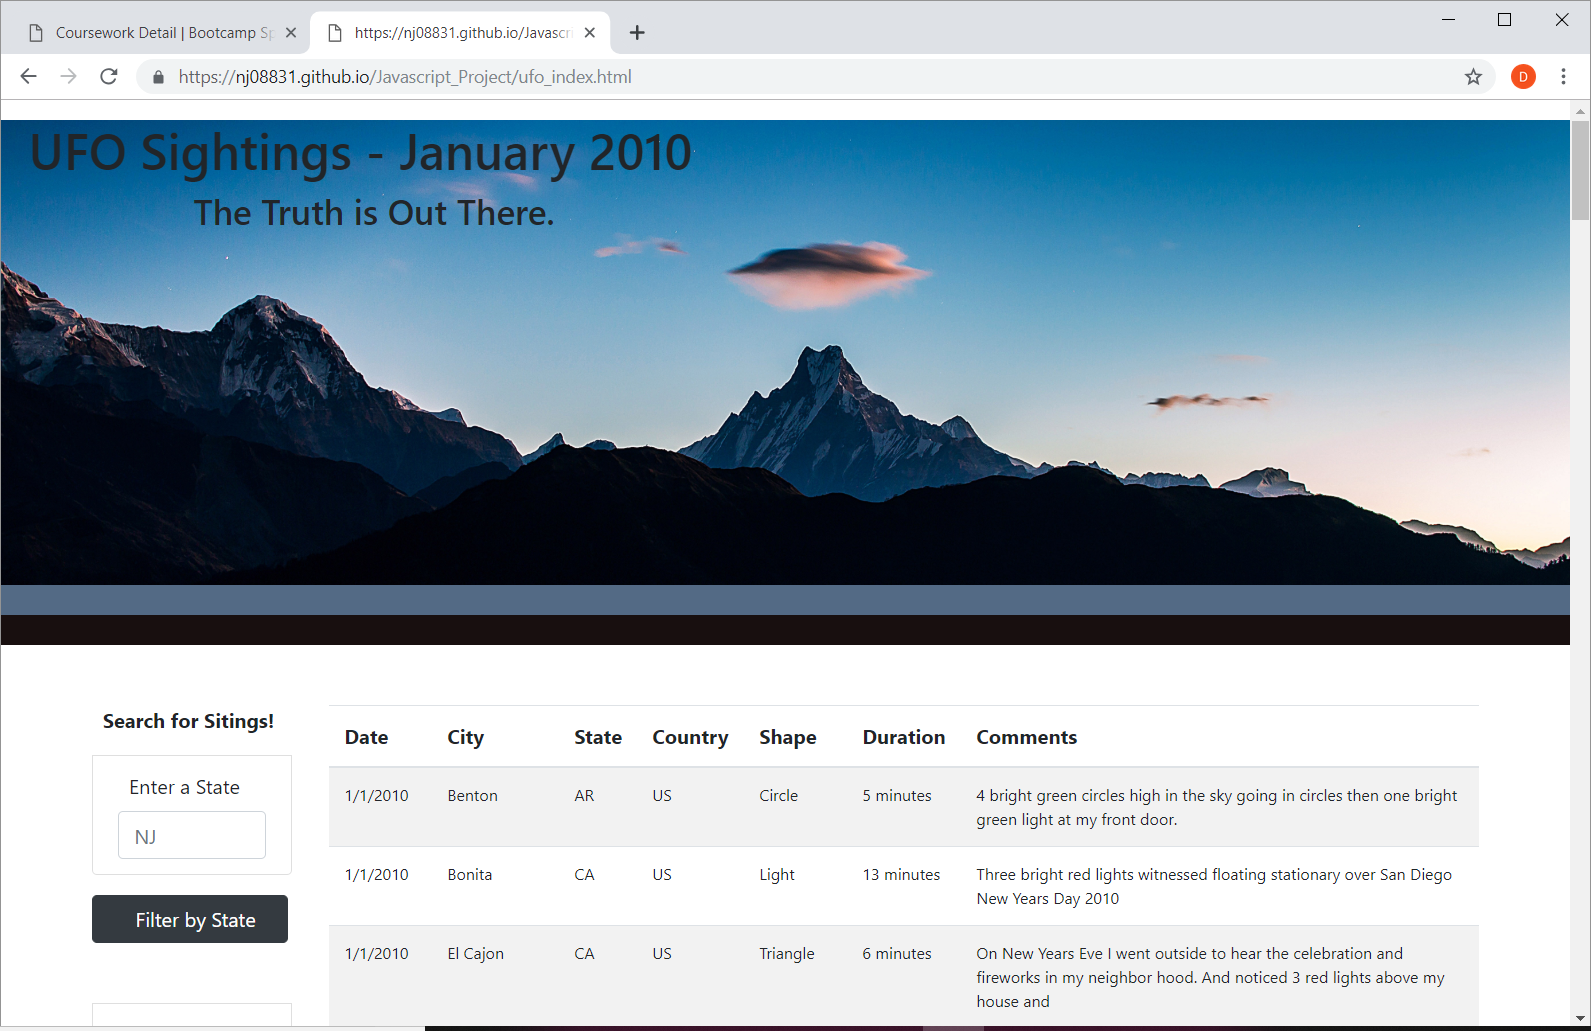 Coursework Detail | Bootcamp Sp
https://nj08831.github.io/Javascri
https://nj08831.github.io/Javascript_Project/ufo_index.html
D
UFO Sightings - January 2010
The Truth is Out There.
Search for Sitings!
Enter a State
NJ
Filter by State
Date City State Country Shape Duration Comments
1/1/2010 Benton AR US Circle 5 minutes 4 bright green circles high in the sky going in circles then one bright
green light at my front door.
1/1/2010 Bonita CA US Light 13 minutes Three bright red lights witnessed floating stationary over San Diego
New Years Day 2010
1/1/2010 El Cajon CA US Triangle 6 minutes On New Years Eve I went outside to hear the celebration and
fireworks in my neighbor hood. And noticed 3 red lights above my
house and